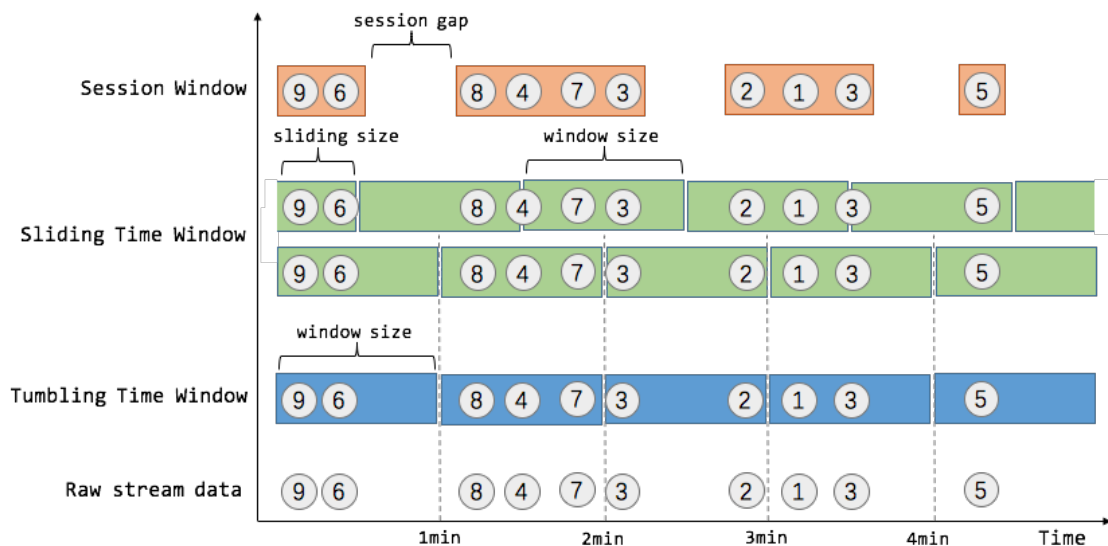 session gap
Session Window 9 6 8 4 7 3 2 1 3 5
sliding size window size
9 6 8 4 7 3 2 1 3 5
Sliding Time Window
9 6 8 4 7 3 2 1 3 5
window size
Tumbling Time Window 9 6 8 4 7 3 2 1 3 5
Raw stream data 9 6 8 4 7 3 2 1 3 5
1min 2min 3min 4min Time